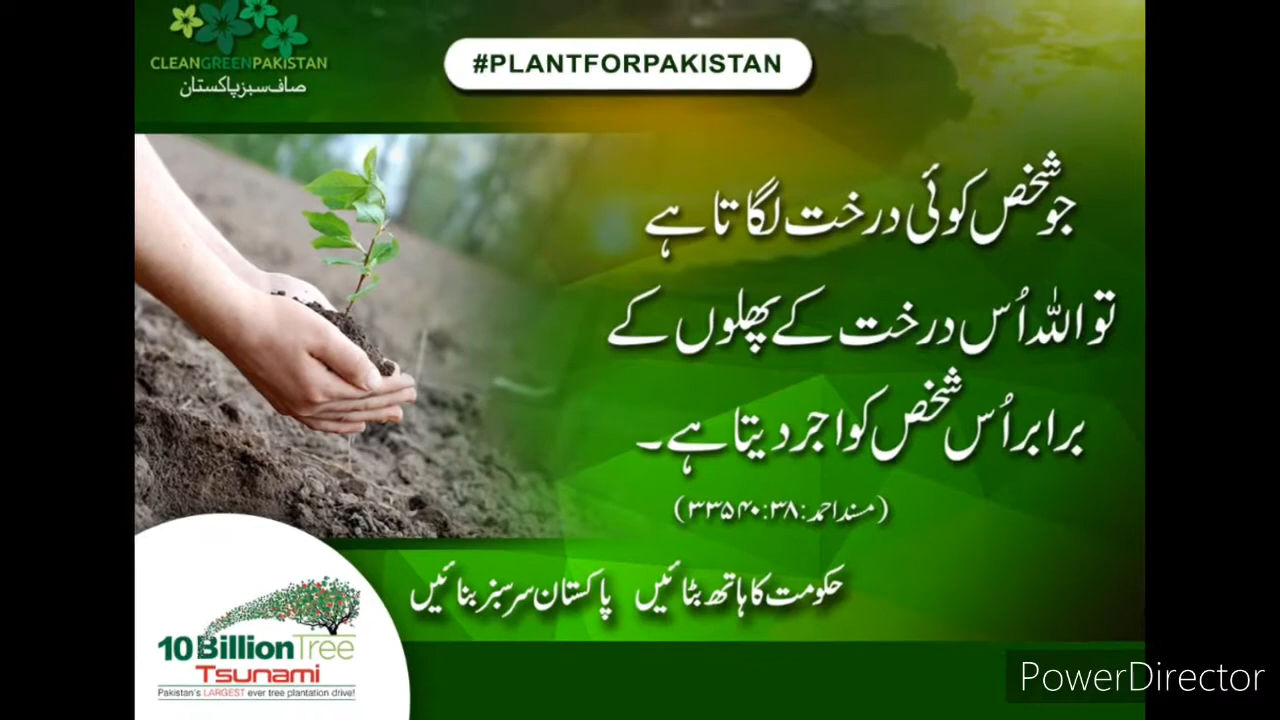 CLEANGREENPAKISTAN
صاف سبز پاکستان
#PLANTFORPAKISTAN
جو شخص کوئی درخت لگاتا ہے
تو اللہ اُس درخت کے پھلوں کے
برابر اُس شخص کو اجر دیتا ہے۔
(مسند احمد: ۳۸: ۳۳۵۴۰)
حکومت کا ہاتھ بٹائیں پاکستان سرسبز بنائیں
10 Billion Tree
Tsunami
Pakistan's LARGEST ever tree plantation drive!
PowerDirector